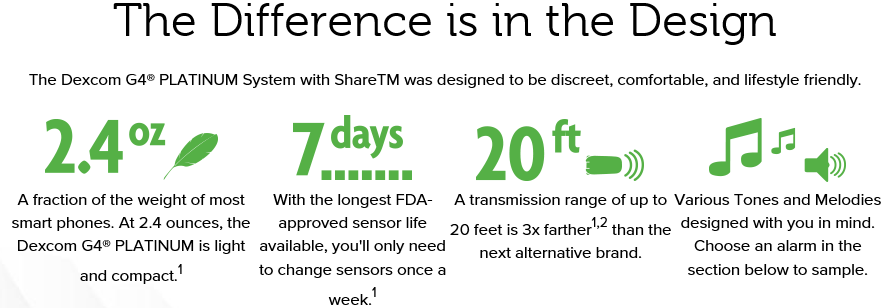 The Difference is in the Design
The Dexcom G4® PLATINUM System with ShareTM was designed to be discreet, comfortable, and lifestyle friendly.
2.4 oz
A fraction of the weight of most
smart phones. At 2.4 ounces, the
Dexcom G4® PLATINUM is light
and compact.1
7 days
With the longest FDA-
approved sensor life
available, you'll only need
to change sensors once a
week.1
20 ft
A transmission range of up to
20 feet is 3x farther1,2 than the
next alternative brand.
Various Tones and Melodies
designed with you in mind.
Choose an alarm in the
section below to sample.